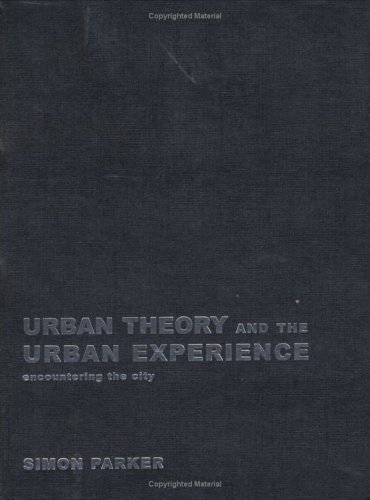 Copyrighted Material
URBAN THEORY AND THE
URBAN EXPERIENCE
encountering the city
SIMON PARKER
Copyrighted Material